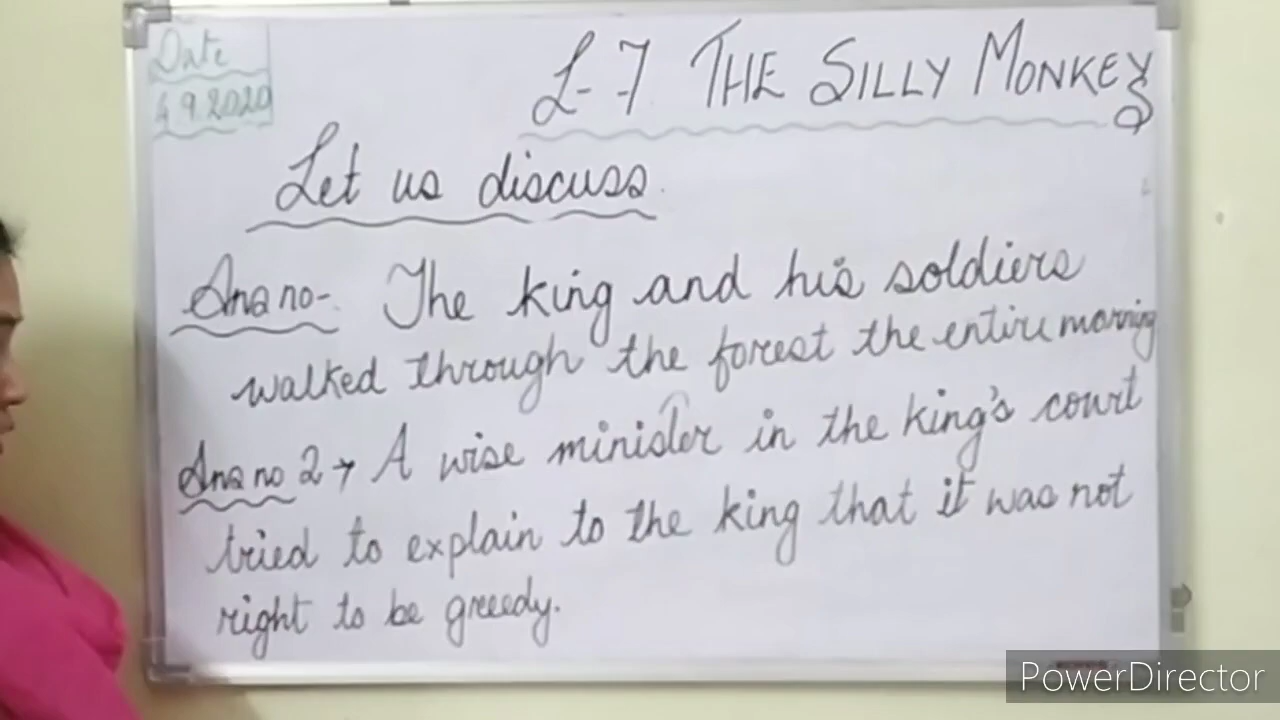 Date
4.9.2020
L-7 THE SILLY MONKEY
Let us discuss.
Ans no-. The king and his soldiers
walked through the forest the entire morning
Ans no 2→ A wise minister in the king's court
tried to explain to the king that it was not
right to be greedy.
PowerDirector